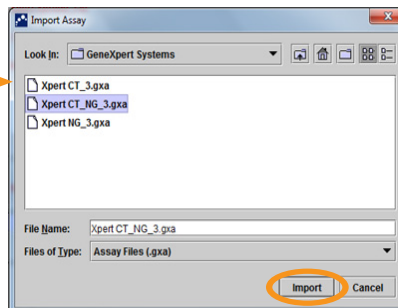 Import Assay
Look In: GeneXpert Systems
Xpert CT_3.gxa
Xpert CT_NG_3.gxa
Xpert NG_3.gxa
File Name: Xpert CT_NG_3.gxa
Files of Type: Assay Files (.gxa)
Import Cancel